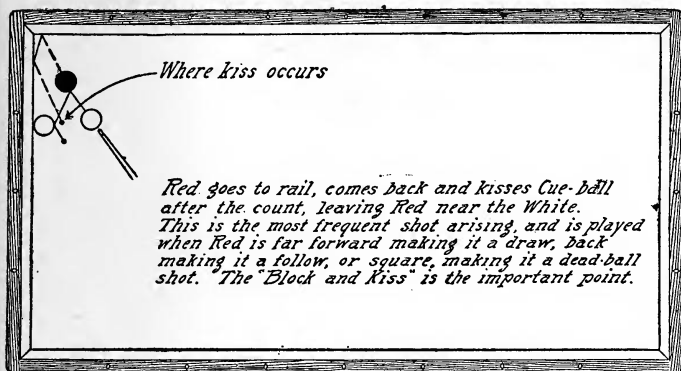 Where kiss occurs
Red goes to rail, comes back and kisses Cue-ball
after the count, leaving Red near the White.
This is the most frequent shot arising, and is played
when Red is far forward making it a draw, back
making it a follow, or square, making it a dead-ball
shot. The "Block and Kiss" is the important point.